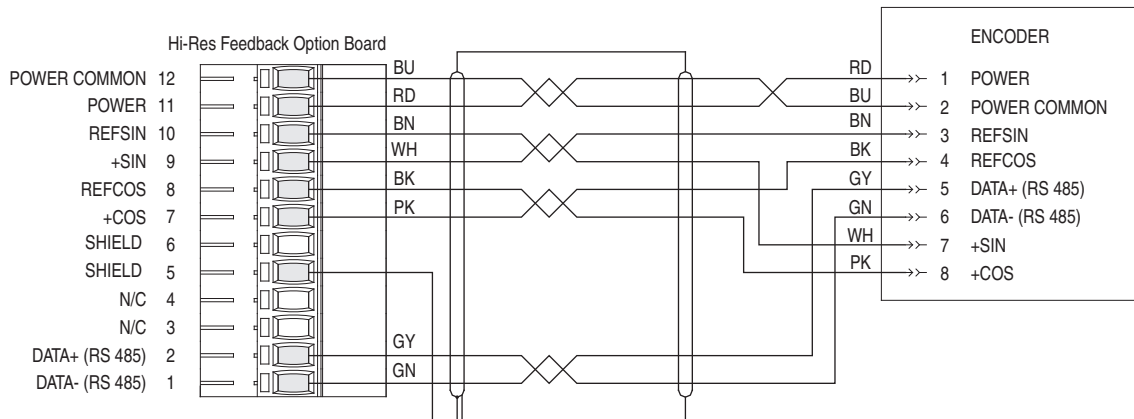 Hi-Res Feedback Option Board
POWER COMMON 12
POWER 11
REFSIN 10
+SIN 9
REFCOS 8
+COS 7
SHIELD 6
SHIELD 5
N/C 4
N/C 3
DATA+ (RS 485) 2
DATA- (RS 485) 1
BU
RD
BN
WH
BK
PK
GY
GN
RD
BU
BN
BK
GY
GN
WH
PK
ENCODER
1 POWER
2 POWER COMMON
3 REFSIN
4 REFCOS
5 DATA+ (RS 485)
6 DATA- (RS 485)
7 +SIN
8 +COS